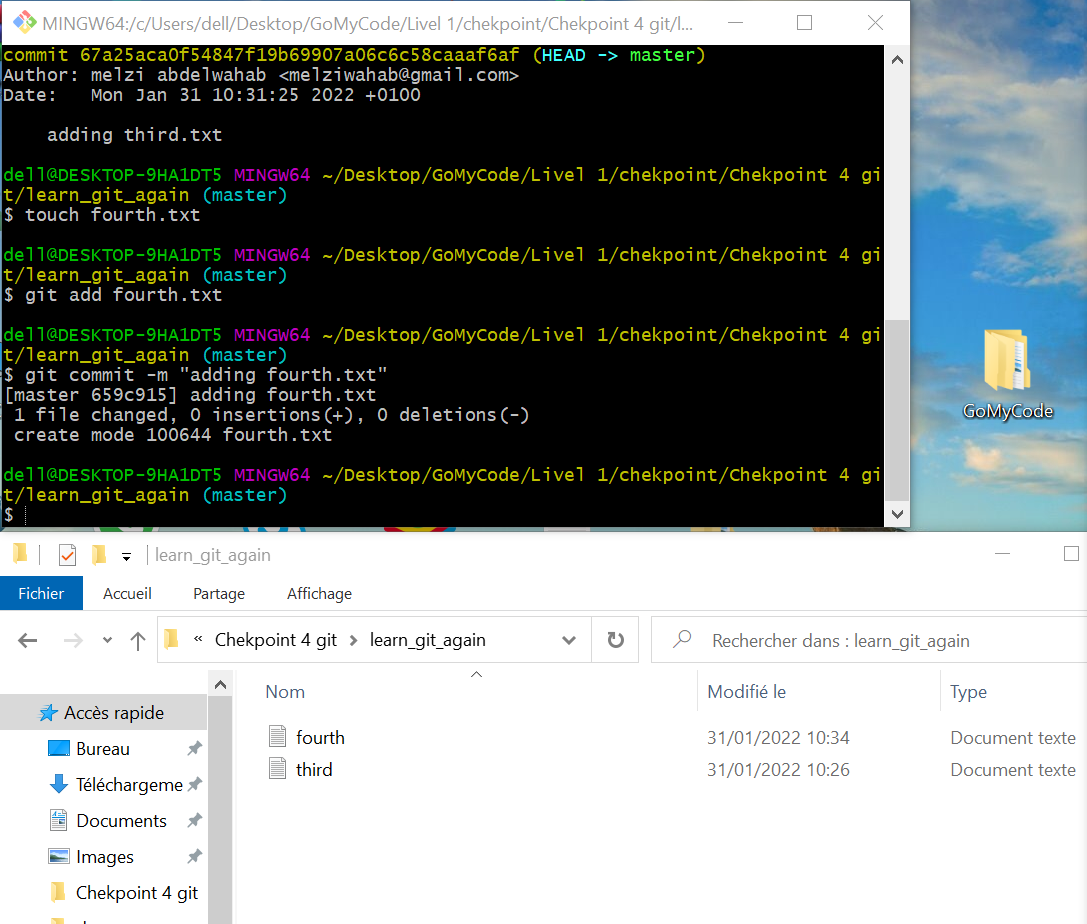 MINGW64:/c/Users/dell/Desktop/GoMyCode/Livel 1/chekpoint/Chekpoint 4 git/l...
commit 67a25aca0f54847f19b69907a06c6c58caaaf6af (HEAD -> master)
Author: melzi abdelwahab <melziwahab@gmail.com>
Date:   Mon Jan 31 10:31:25 2022 +0100
    adding third.txt
dell@DESKTOP-9HA1DT5 MINGW64 ~/Desktop/GoMyCode/Livel 1/chekpoint/Chekpoint 4 gi
t/learn_git_again (master)
$ touch fourth.txt
dell@DESKTOP-9HA1DT5 MINGW64 ~/Desktop/GoMyCode/Livel 1/chekpoint/Chekpoint 4 gi
t/learn_git_again (master)
$ git add fourth.txt
dell@DESKTOP-9HA1DT5 MINGW64 ~/Desktop/GoMyCode/Livel 1/chekpoint/Chekpoint 4 gi
t/learn_git_again (master)
$ git commit -m "adding fourth.txt"
[master 659c915] adding fourth.txt
 1 file changed, 0 insertions(+), 0 deletions(-)
 create mode 100644 fourth.txt
dell@DESKTOP-9HA1DT5 MINGW64 ~/Desktop/GoMyCode/Livel 1/chekpoint/Chekpoint 4 gi
t/learn_git_again (master)
$
GoMyCode
learn_git_again
Fichier Accueil Partage Affichage
« Chekpoint 4 git > learn_git_again
Rechercher dans : learn_git_again
Accès rapide
Bureau
Téléchargeme
Documents
Images
Chekpoint 4 git
Nom Modifié le Type
fourth 31/01/2022 10:34 Document texte
third 31/01/2022 10:26 Document texte